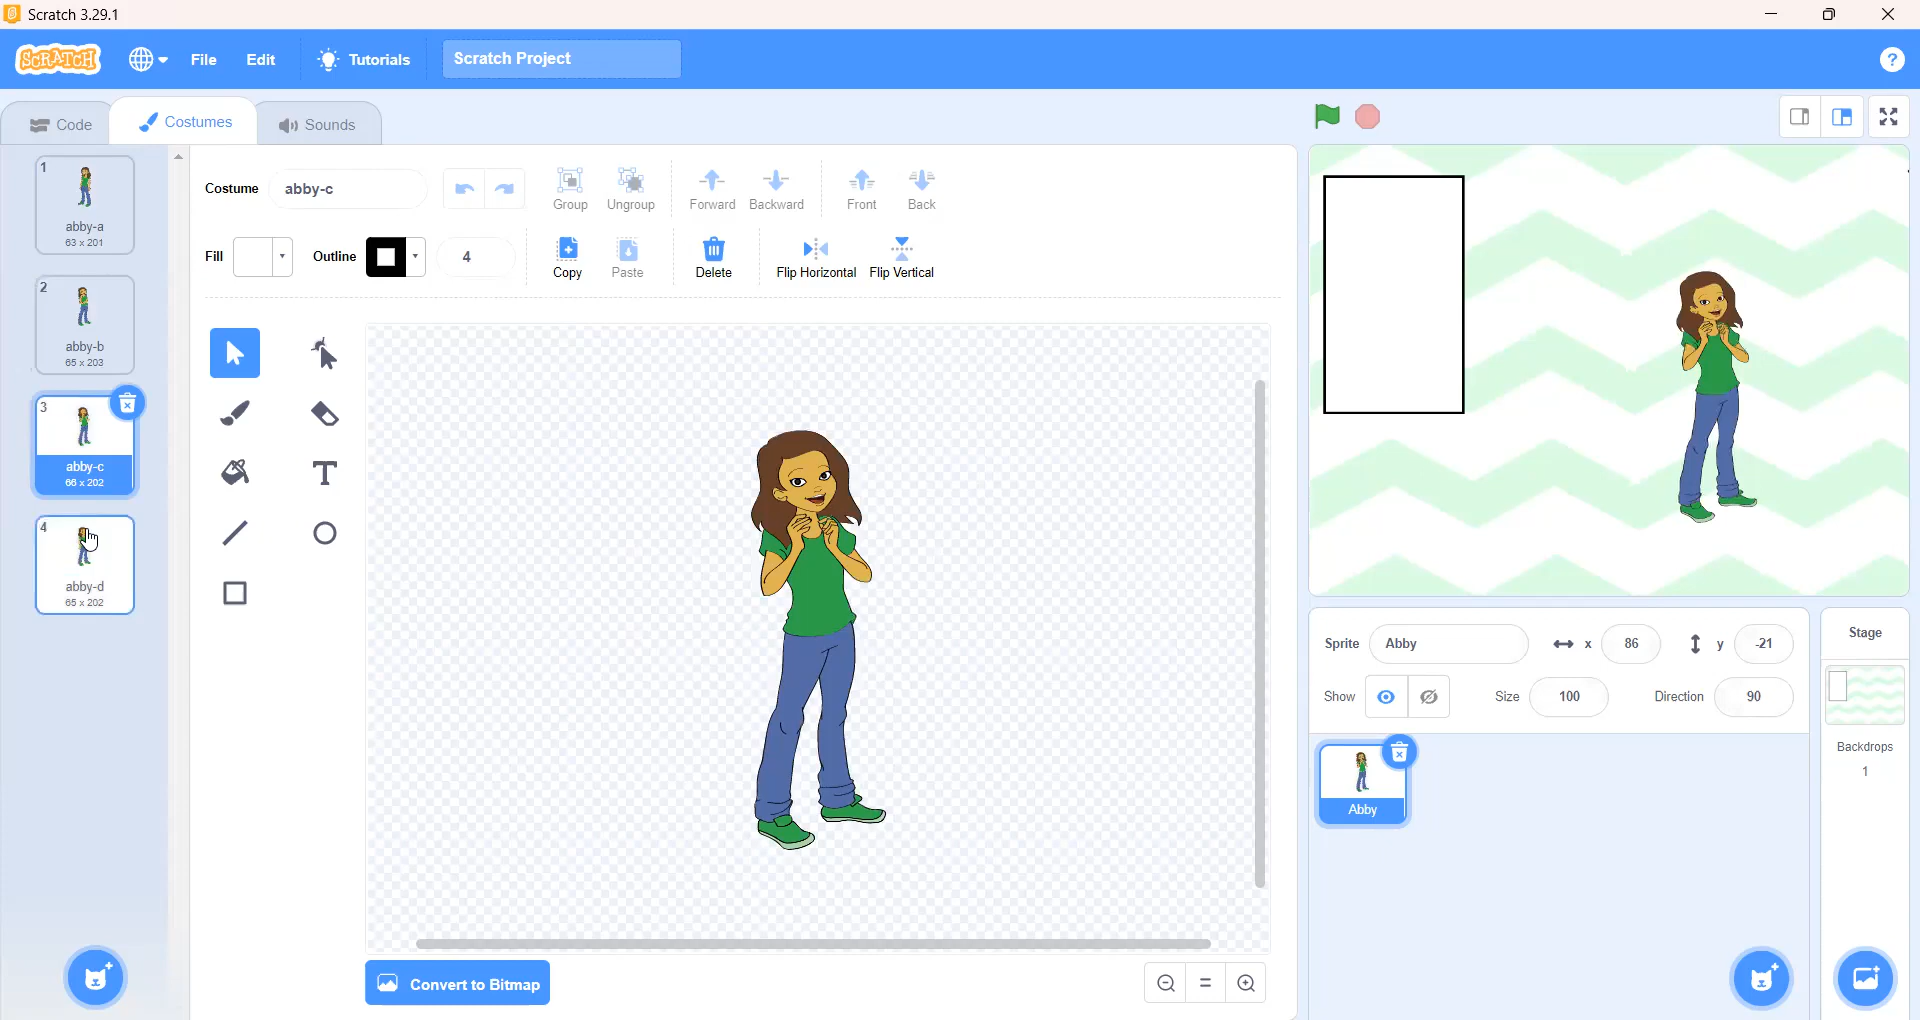 Scratch 3.29.1
SCRATCH
File
Edit
Tutorials
Scratch Project
?
Code
Costumes
Sounds
1
abby-a
63 x 201
2
abby-b
65 x 203
3
abby-c
66 x 202
4
abby-d
65 x 202
Costume
abby-c
Group
Ungroup
Forward
Backward
Front
Back
Fill
Outline
4
Copy
Paste
Delete
Flip Horizontal
Flip Vertical
T
Convert to Bitmap
Sprite
Abby
x
86
y
-21
Show
Size
100
Direction
90
Abby
Stage
Backdrops
1